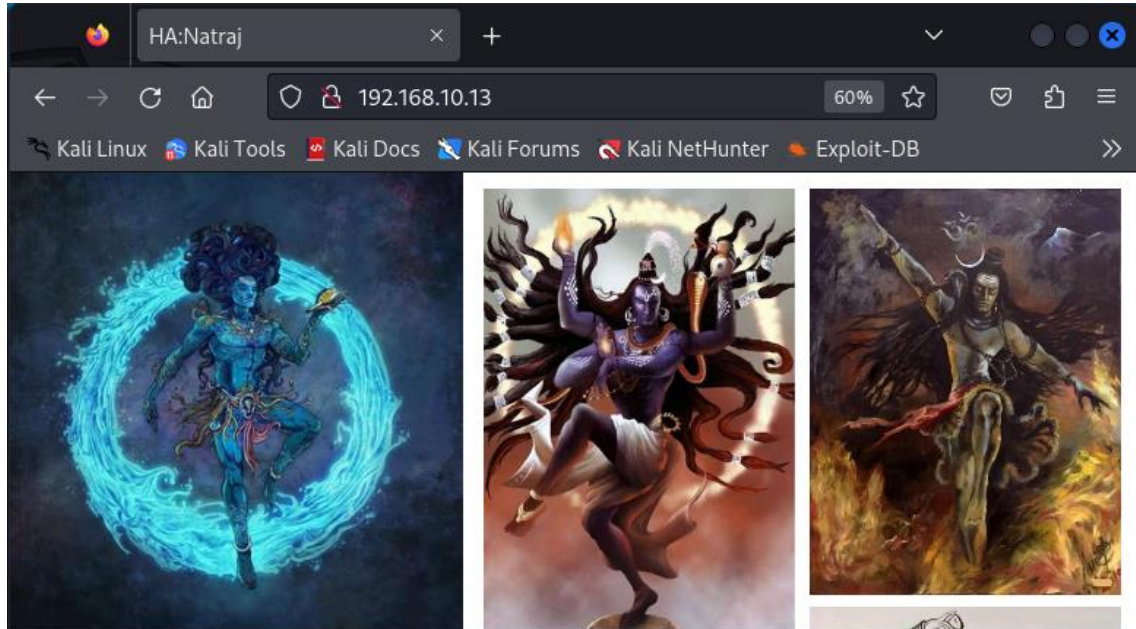 HA:Natraj
192.168.10.13 60%
Kali Linux Kali Tools Kali Docs Kali Forums Kali NetHunter Exploit-DB